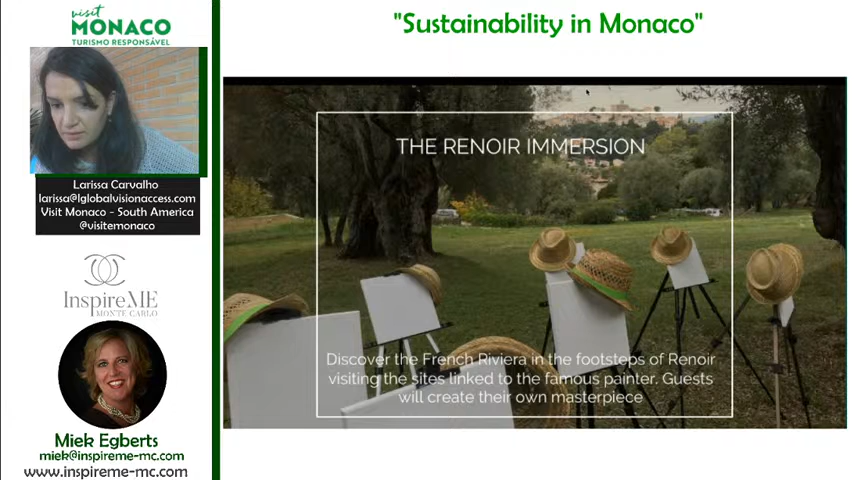 visit
MONACO
TURISMO RESPONSÁVEL
Larissa Carvalho
larissa@lglobalvisionaccess.com
Visit Monaco - South America
@visitemonaco
InspireME
MONTE CARLO
Miek Egberts
miek@inspireme-mc.com
www.inspireme-mc.com
"Sustainability in Monaco"
THE RENOIR IMMERSION
Discover the French Riviera in the footsteps of Renoir
visiting the sites linked to the famous painter. Guests
will create their own masterpiece